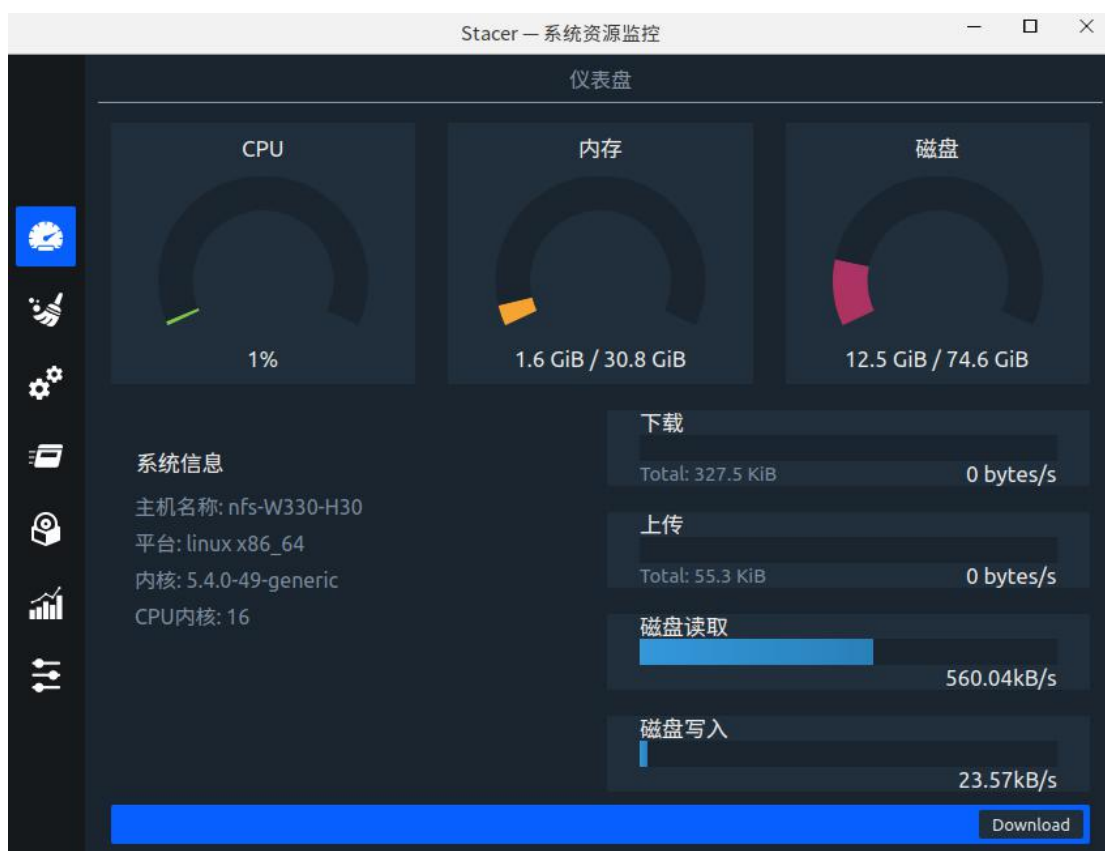 Stacer — 系统资源监控
仪表盘
CPU
内存
磁盘
1%
1.6 GiB / 30.8 GiB
12.5 GiB / 74.6 GiB
系统信息
主机名称: nfs-W330-H30
平台: linux x86_64
内核: 5.4.0-49-generic
CPU内核: 16
下载
Total: 327.5 KiB
0 bytes/s
上传
Total: 55.3 KiB
0 bytes/s
磁盘读取
560.04kB/s
磁盘写入
23.57kB/s
Download